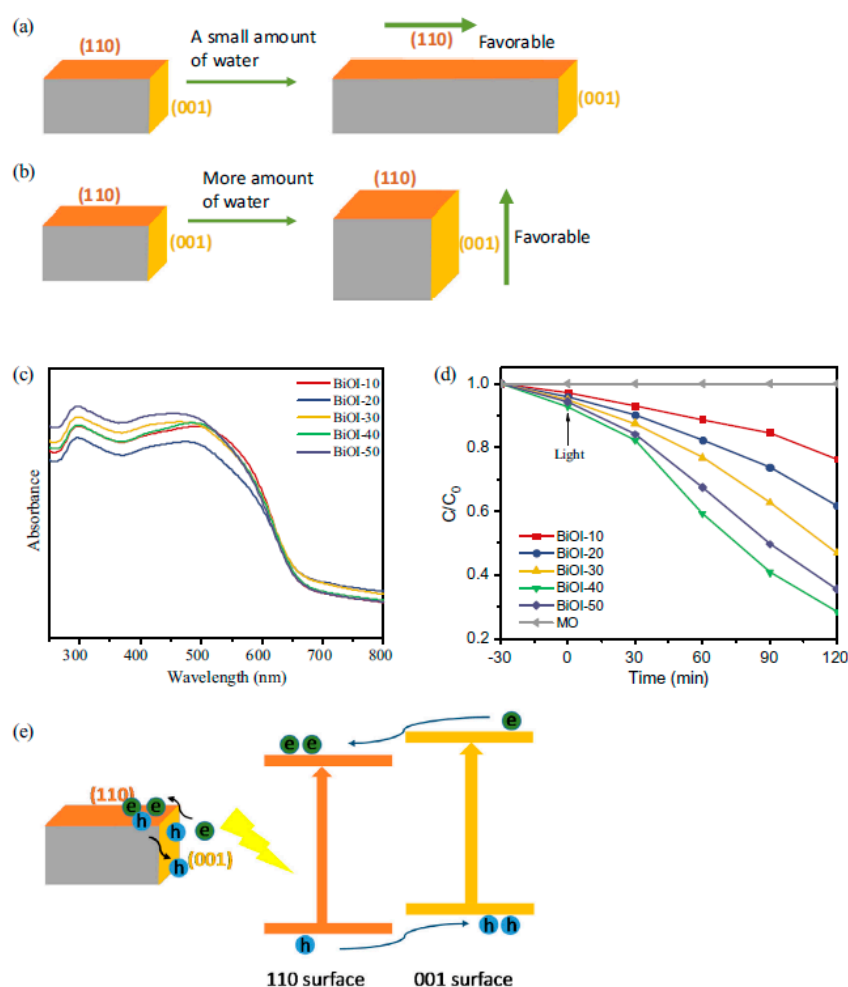 (a)
(110)
(001)
A small amount
of water
(110)
Favorable
(001)
(b)
(110)
(001)
More amount
of water
(110)
(001)
Favorable
(c)
BiOI-10
BiOI-20
BiOI-30
BiOI-40
BiOI-50
Absorbance
300 400 500 600 700 800
Wavelength (nm)
(d)
1.0
0.8
0.6
0.4
0.2
C/C0
Light
BiOI-10
BiOI-20
BiOI-30
BiOI-40
BiOI-50
MO
-30 0 30 60 90 120
Time (min)
(e)
(110)
e e
h h e
(001)
h
e e
e
h
h h
110 surface 001 surface